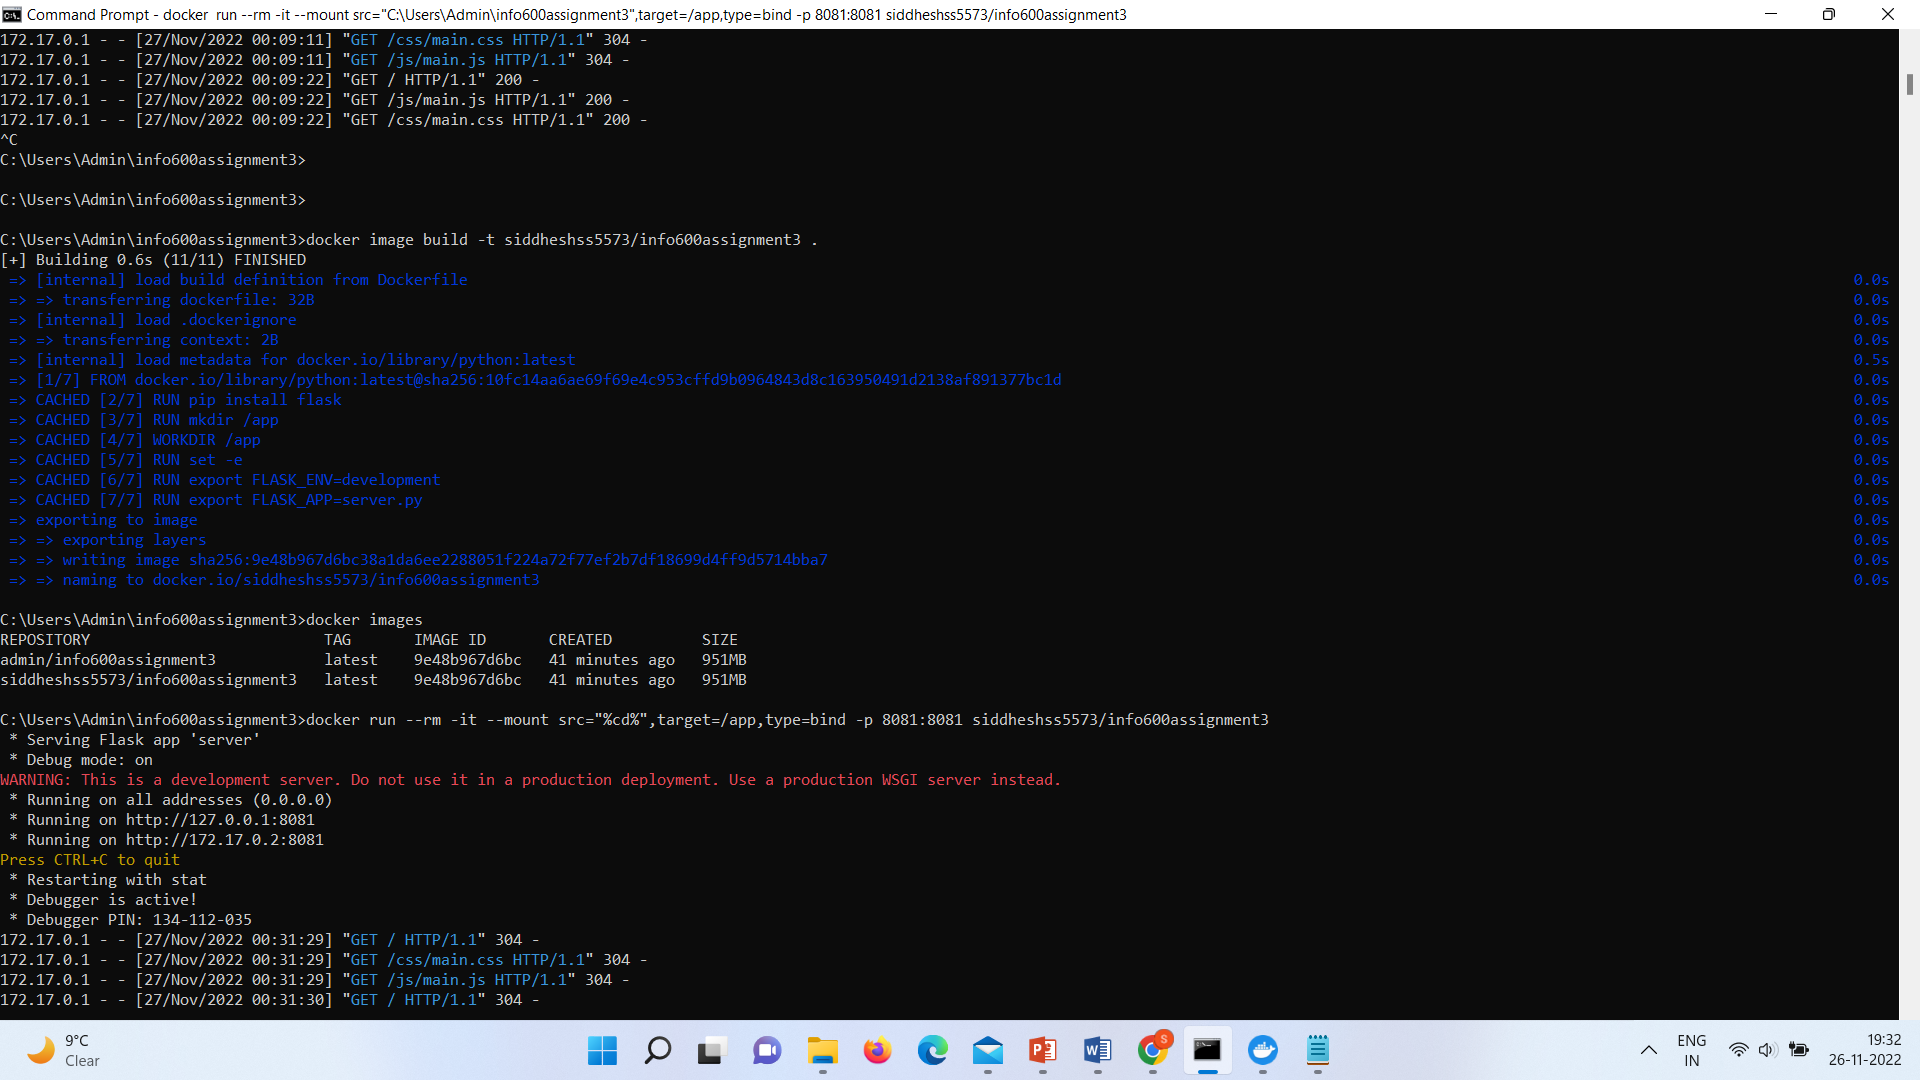 Command Prompt - docker  run --rm -it --mount src="C:\Users\Admin\info600assignment3",target=/app,type=bind -p 8081:8081 siddheshss5573/info600assignment3
172.17.0.1 - - [27/Nov/2022 00:09:11] "GET /css/main.css HTTP/1.1" 304 -
172.17.0.1 - - [27/Nov/2022 00:09:11] "GET /js/main.js HTTP/1.1" 304 -
172.17.0.1 - - [27/Nov/2022 00:09:22] "GET / HTTP/1.1" 200 -
172.17.0.1 - - [27/Nov/2022 00:09:22] "GET /js/main.js HTTP/1.1" 200 -
172.17.0.1 - - [27/Nov/2022 00:09:22] "GET /css/main.css HTTP/1.1" 200 -
^C
C:\Users\Admin\info600assignment3>
C:\Users\Admin\info600assignment3>
C:\Users\Admin\info600assignment3>docker image build -t siddheshss5573/info600assignment3 .
[+] Building 0.6s (11/11) FINISHED
=> [internal] load build definition from Dockerfile 0.0s
=> => transferring dockerfile: 32B 0.0s
=> [internal] load .dockerignore 0.0s
=> => transferring context: 2B 0.0s
=> [internal] load metadata for docker.io/library/python:latest 0.5s
=> [1/7] FROM docker.io/library/python:latest@sha256:10fc14aa6ae69f69e4c953cffd9b0964843d8c163950491d2138af891377bc1d 0.0s
=> CACHED [2/7] RUN pip install flask 0.0s
=> CACHED [3/7] RUN mkdir /app 0.0s
=> CACHED [4/7] WORKDIR /app 0.0s
=> CACHED [5/7] RUN set -e 0.0s
=> CACHED [6/7] RUN export FLASK_ENV=development 0.0s
=> CACHED [7/7] RUN export FLASK_APP=server.py 0.0s
=> exporting to image 0.0s
=> => exporting layers 0.0s
=> => writing image sha256:9e48b967d6bc38a1da6ee2288051f224a72f77ef2b7df18699d4ff9d5714bba7 0.0s
=> => naming to docker.io/siddheshss5573/info600assignment3 0.0s
C:\Users\Admin\info600assignment3>docker images
REPOSITORY TAG IMAGE ID CREATED SIZE
admin/info600assignment3 latest 9e48b967d6bc 41 minutes ago 951MB
siddheshss5573/info600assignment3 latest 9e48b967d6bc 41 minutes ago 951MB
C:\Users\Admin\info600assignment3>docker run --rm -it --mount src="%cd%",target=/app,type=bind -p 8081:8081 siddheshss5573/info600assignment3
* Serving Flask app 'server'
* Debug mode: on
WARNING: This is a development server. Do not use it in a production deployment. Use a production WSGI server instead.
* Running on all addresses (0.0.0.0)
* Running on http://127.0.0.1:8081
* Running on http://172.17.0.2:8081
Press CTRL+C to quit
* Restarting with stat
* Debugger is active!
* Debugger PIN: 134-112-035
172.17.0.1 - - [27/Nov/2022 00:31:29] "GET / HTTP/1.1" 304 -
172.17.0.1 - - [27/Nov/2022 00:31:29] "GET /css/main.css HTTP/1.1" 304 -
172.17.0.1 - - [27/Nov/2022 00:31:29] "GET /js/main.js HTTP/1.1" 304 -
172.17.0.1 - - [27/Nov/2022 00:31:30] "GET / HTTP/1.1" 304 -
9°C
Clear
S
ENG
IN
19:32
26-11-2022